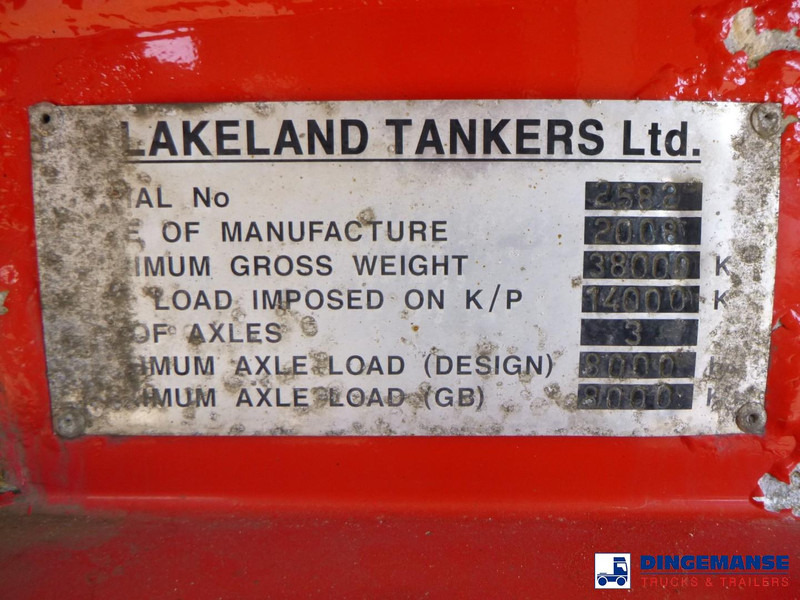 LAKELAND TANKERS Ltd.
AL No 2582
OF MANUFACTURE 2008
IMUM GROSS WEIGHT 38000 K
LOAD IMPOSED ON K/P 14000 K
OF AXLES 3
IMUM AXLE LOAD (DESIGN) 8000
IMUM AXLE LOAD (GB) 8000 K
DINGEMANSE
TRUCKS & TRAILERS